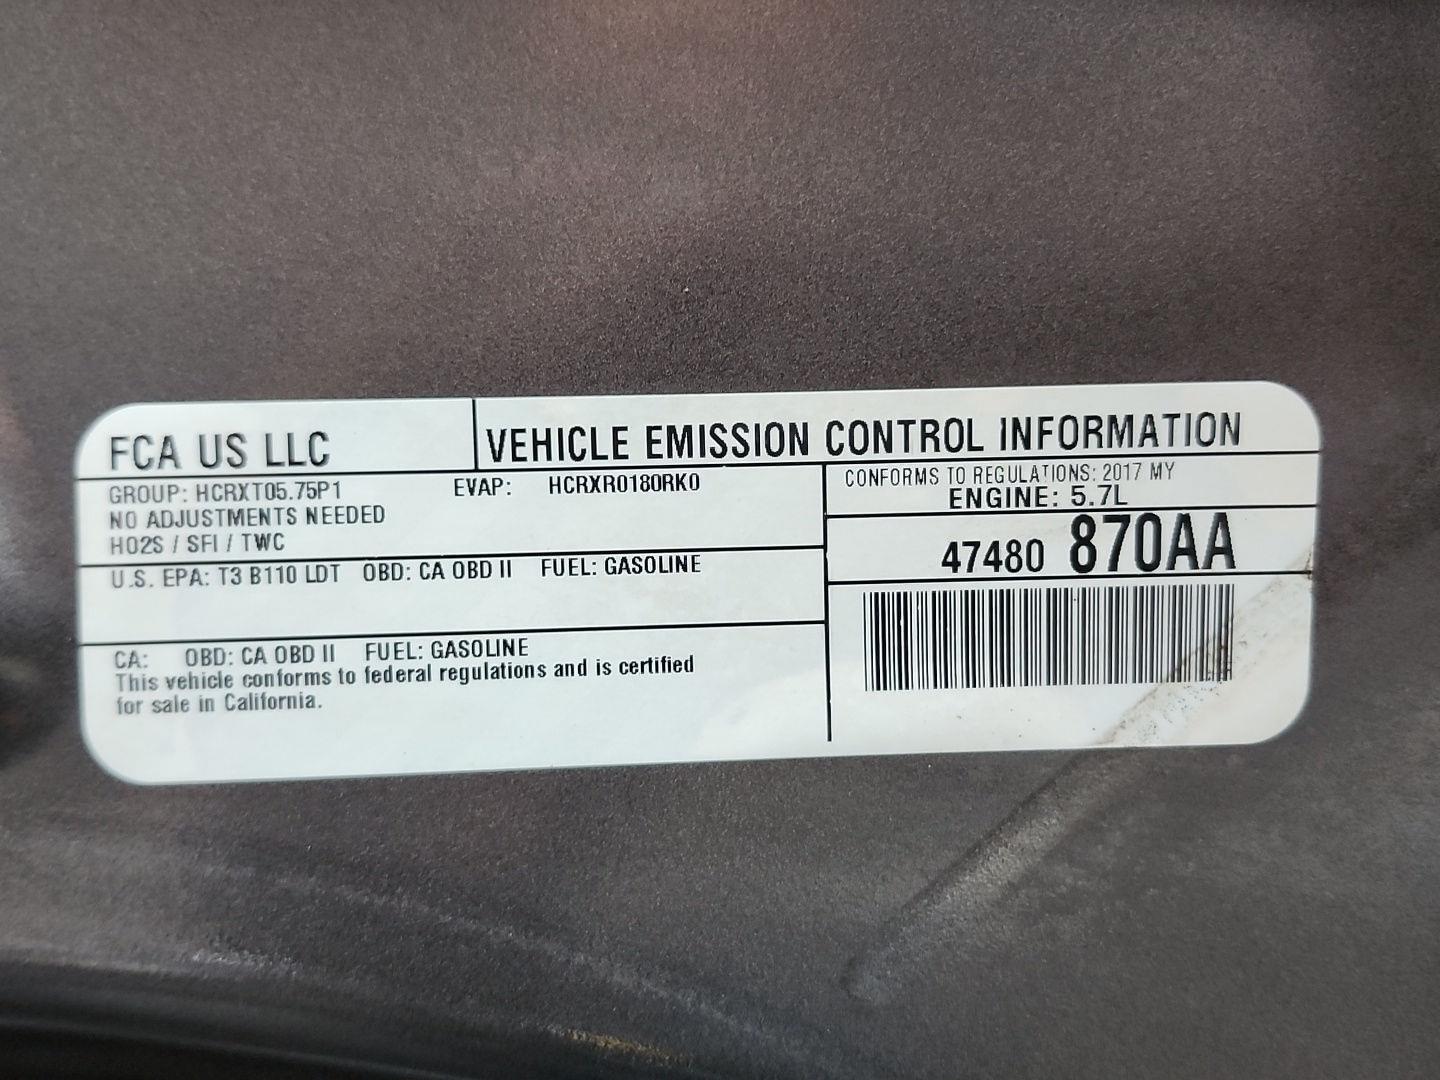 FCA US LLC
VEHICLE EMISSION CONTROL INFORMATION
GROUP: HCRXT05.75P1 EVAP: HCRXR0180RK0
NO ADJUSTMENTS NEEDED
HO2S / SFI / TWC
U.S. EPA: T3 B110 LDT OBD: CA OBD II FUEL: GASOLINE
CA: OBD: CA OBD II FUEL: GASOLINE
This vehicle conforms to federal regulations and is certified
for sale in California.
CONFORMS TO REGULATIONS: 2017 MY
ENGINE: 5.7L
47480 870AA